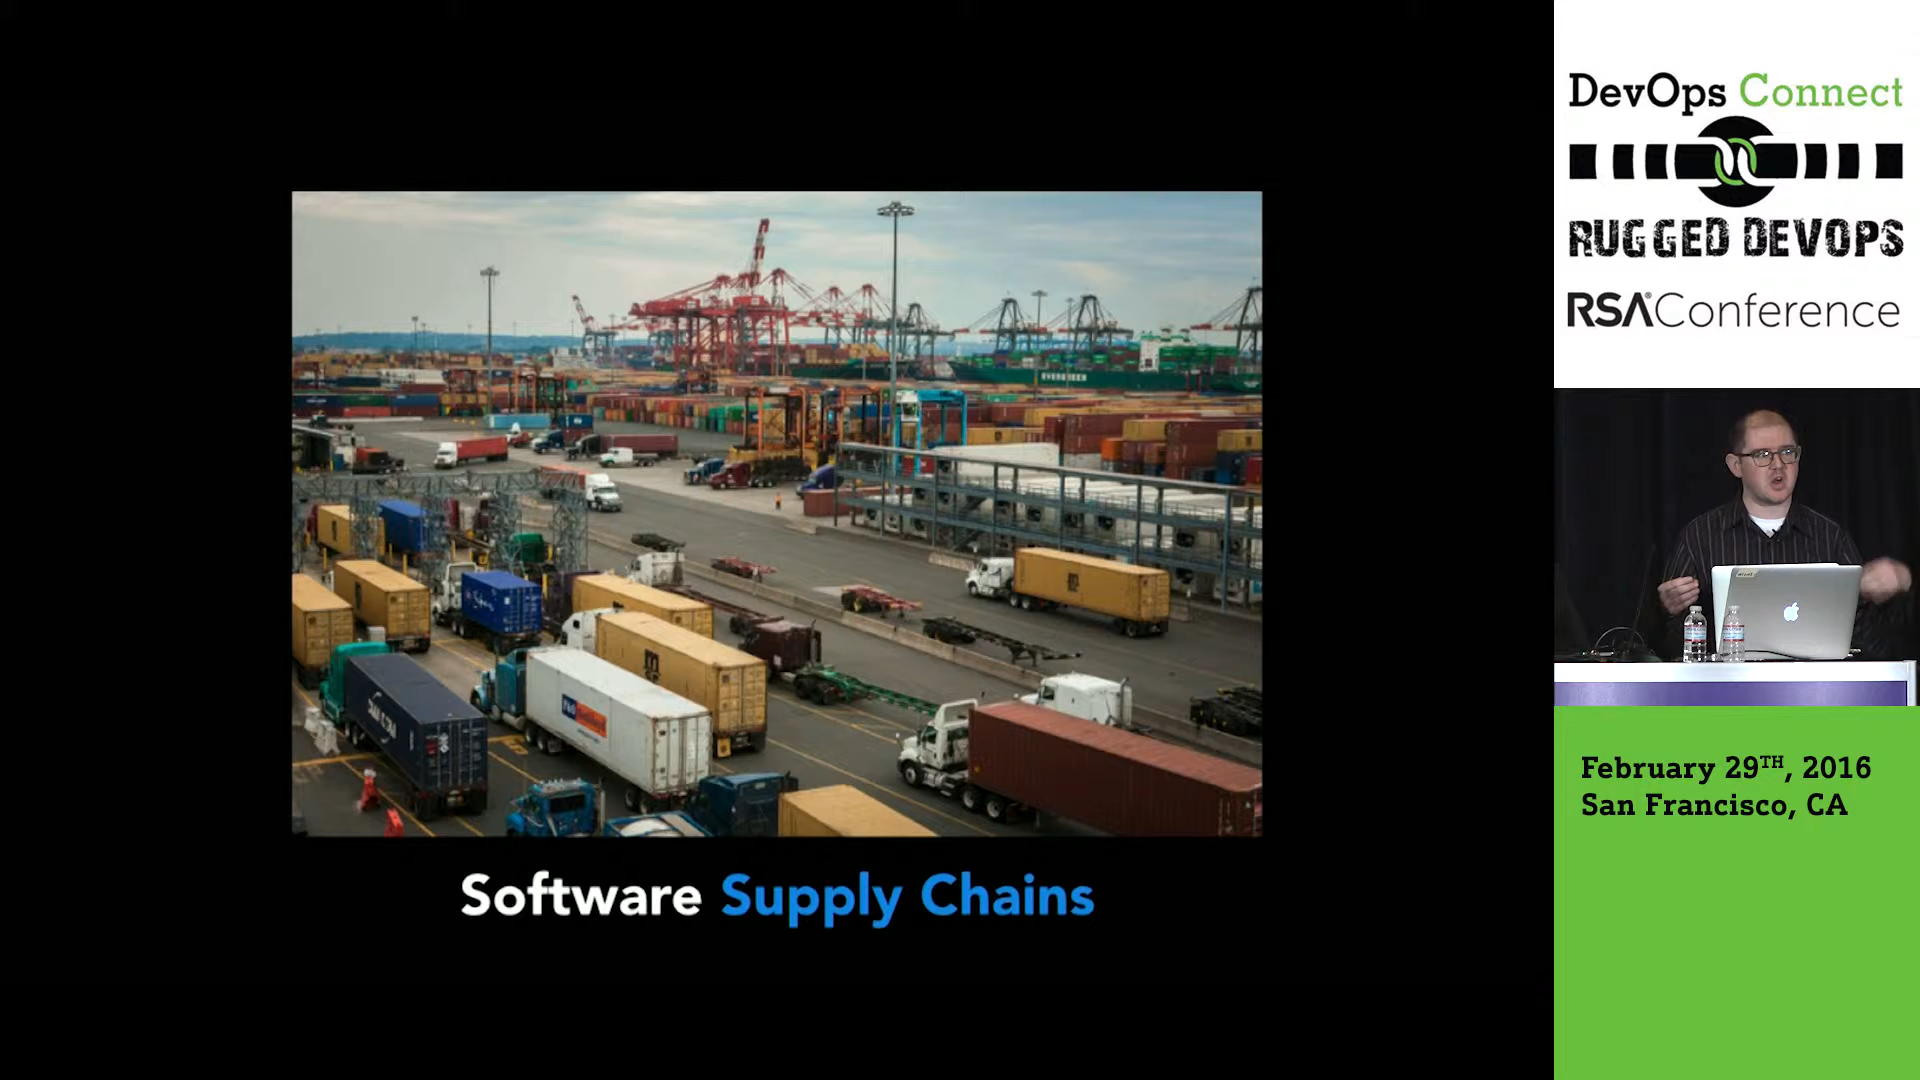 DevOps Connect
RUGGED DEVOPS
RSAConference
EVERGREEN
Software Supply Chains
February 29TH, 2016
San Francisco, CA